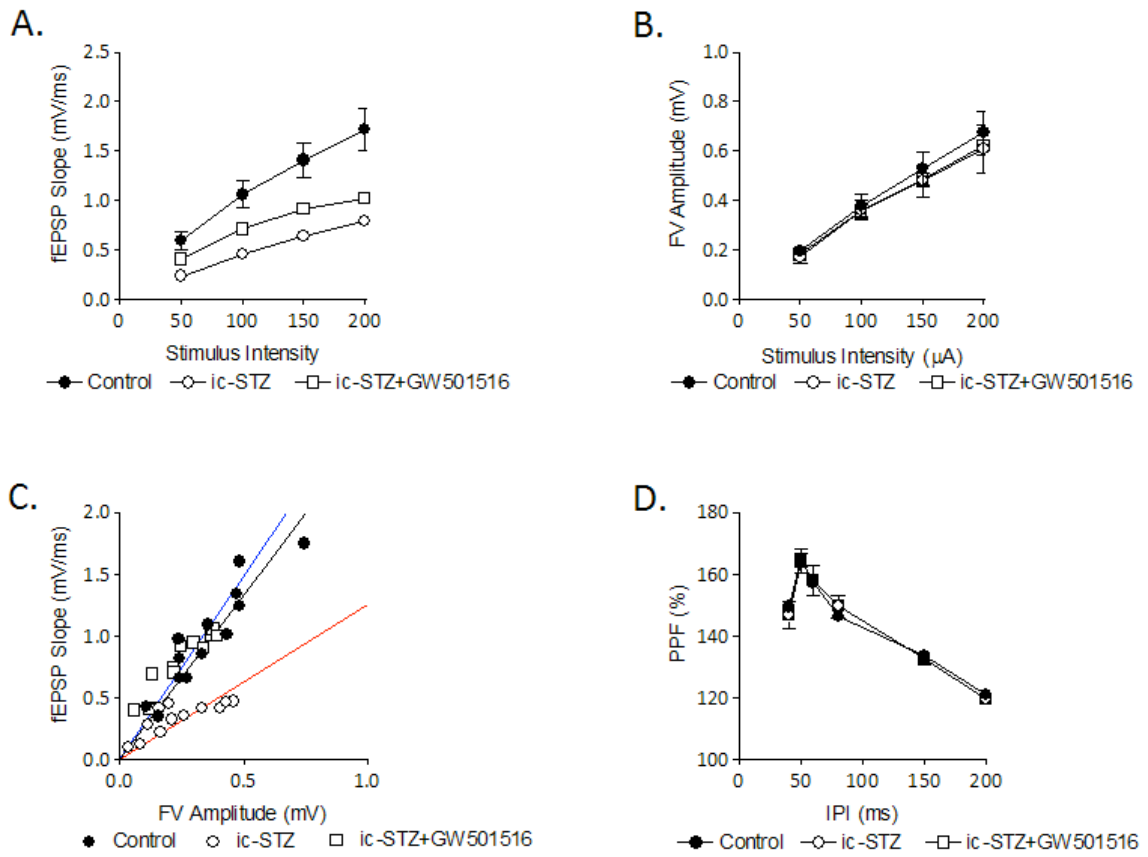 A.
fEPSP Slope (mV/ms)
2.5
2.0
1.5
1.0
0.5
0.0
0 50 100 150 200
Stimulus Intensity
Control ic-STZ ic-STZ+GW501516
B.
FV Amplitude (mV)
1.0
0.8
0.6
0.4
0.2
0.0
0 50 100 150 200
Stimulus Intensity (µA)
Control ic-STZ ic-STZ+GW501516
C.
fEPSP Slope (mV/ms)
2.0
1.5
1.0
0.5
0.0
0.0 0.5 1.0
FV Amplitude (mV)
Control ic-STZ ic-STZ+GW501516
D.
PPF (%)
180
160
140
120
100
0 50 100 150 200
IPI (ms)
Control ic-STZ ic-STZ+GW501516